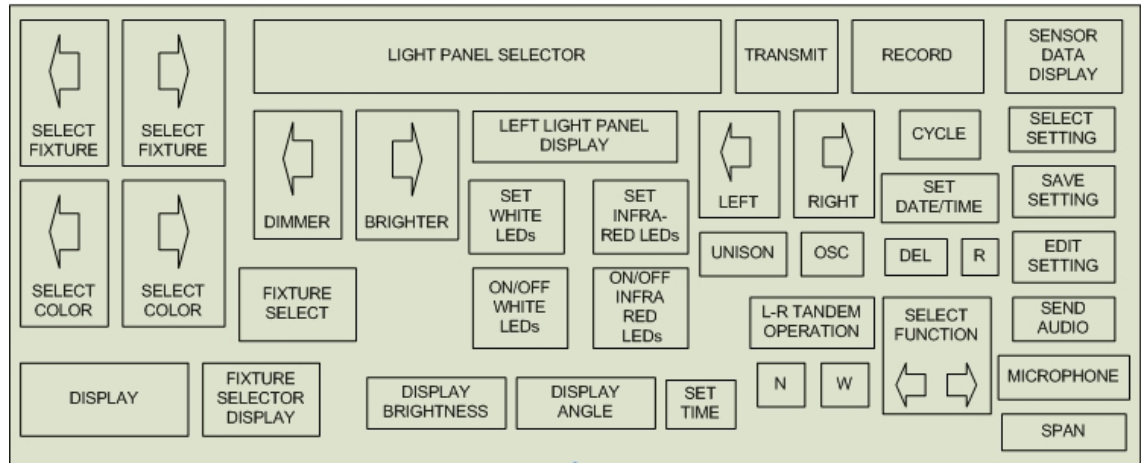 SELECT
FIXTURE
SELECT
FIXTURE
LIGHT PANEL SELECTOR
TRANSMIT
RECORD
SENSOR
DATA
DISPLAY
DIMMER
BRIGHTER
LEFT LIGHT PANEL
DISPLAY
LEFT
RIGHT
CYCLE
SELECT
SETTING
SET
WHITE
LEDs
SET
INFRA-
RED LEDs
SET
DATE/TIME
SAVE
SETTING
UNISON
OSC
DEL
R
EDIT
SETTING
SELECT
COLOR
SELECT
COLOR
FIXTURE
SELECT
ON/OFF
WHITE
LEDs
ON/OFF
INFRA
RED
LEDs
L-R TANDEM
OPERATION
SELECT
FUNCTION
SEND
AUDIO
DISPLAY
FIXTURE
SELECTOR
DISPLAY
DISPLAY
BRIGHTNESS
DISPLAY
ANGLE
SET
TIME
N
W
MICROPHONE
SPAN